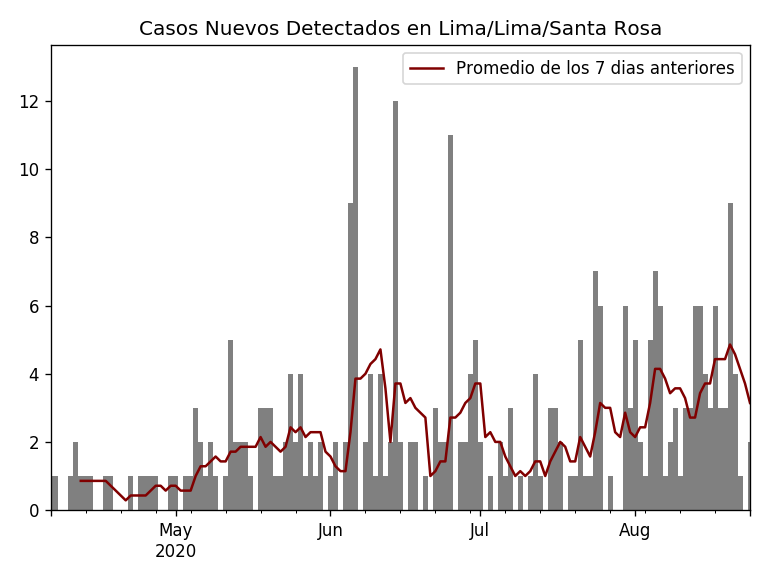 Casos Nuevos Detectados en Lima/Lima/Santa Rosa
Promedio de los 7 dias anteriores
12
10
8
6
4
2
0
May
2020
Jun
Jul
Aug